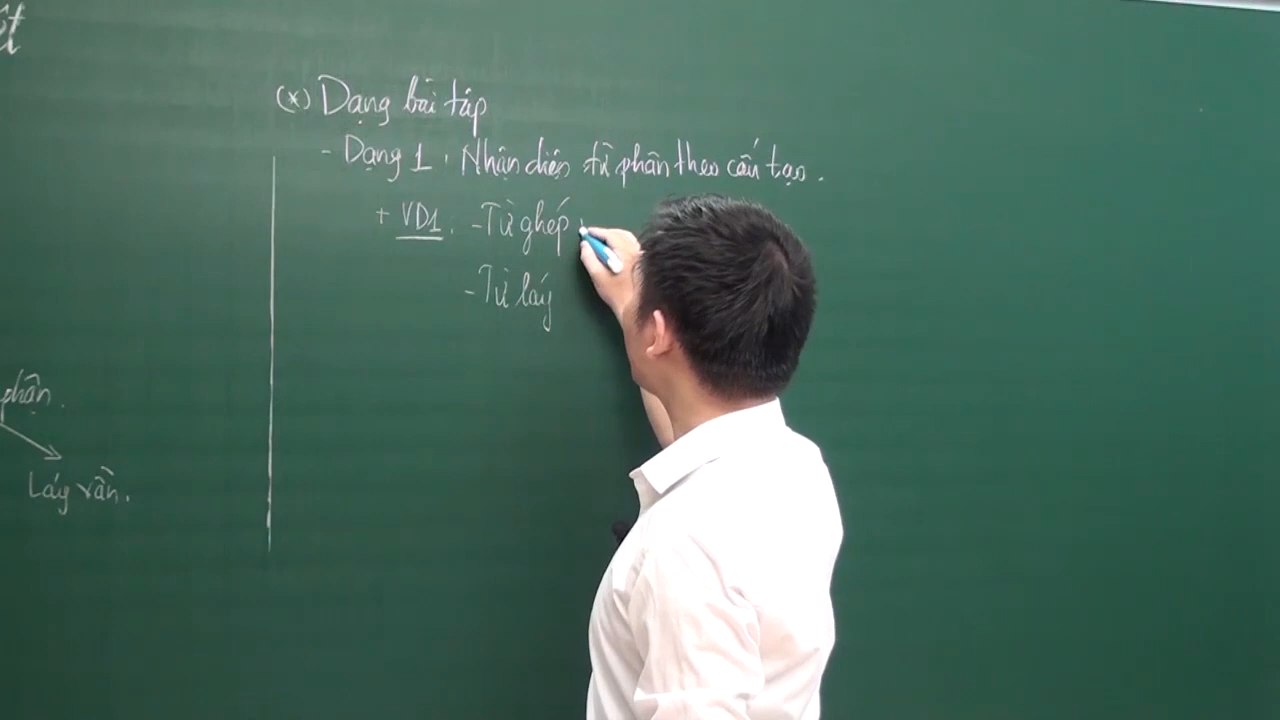 phận.
Láy vần.
(*) Dạng bài tập
- Dạng 1: Nhận diện từ phân theo cấu tạo.
+ VD1: - Từ ghép:
- Từ láy